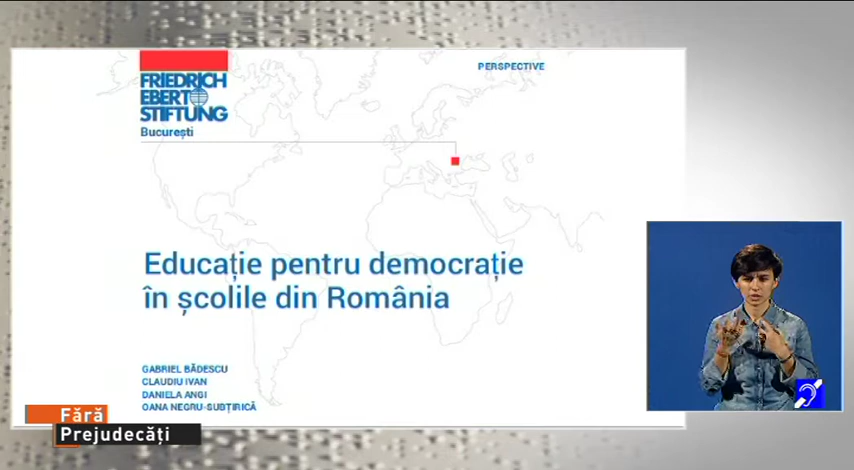 FRIEDRICH
EBERT
STIFTUNG
București
PERSPECTIVE
Educație pentru democrație
în școlile din România
GABRIEL BĂDESCU
CLAUDIU IVAN
DANIELA ANGI
OANA NEGRU-SUBȚIRICĂ
Fără
Prejudecăți